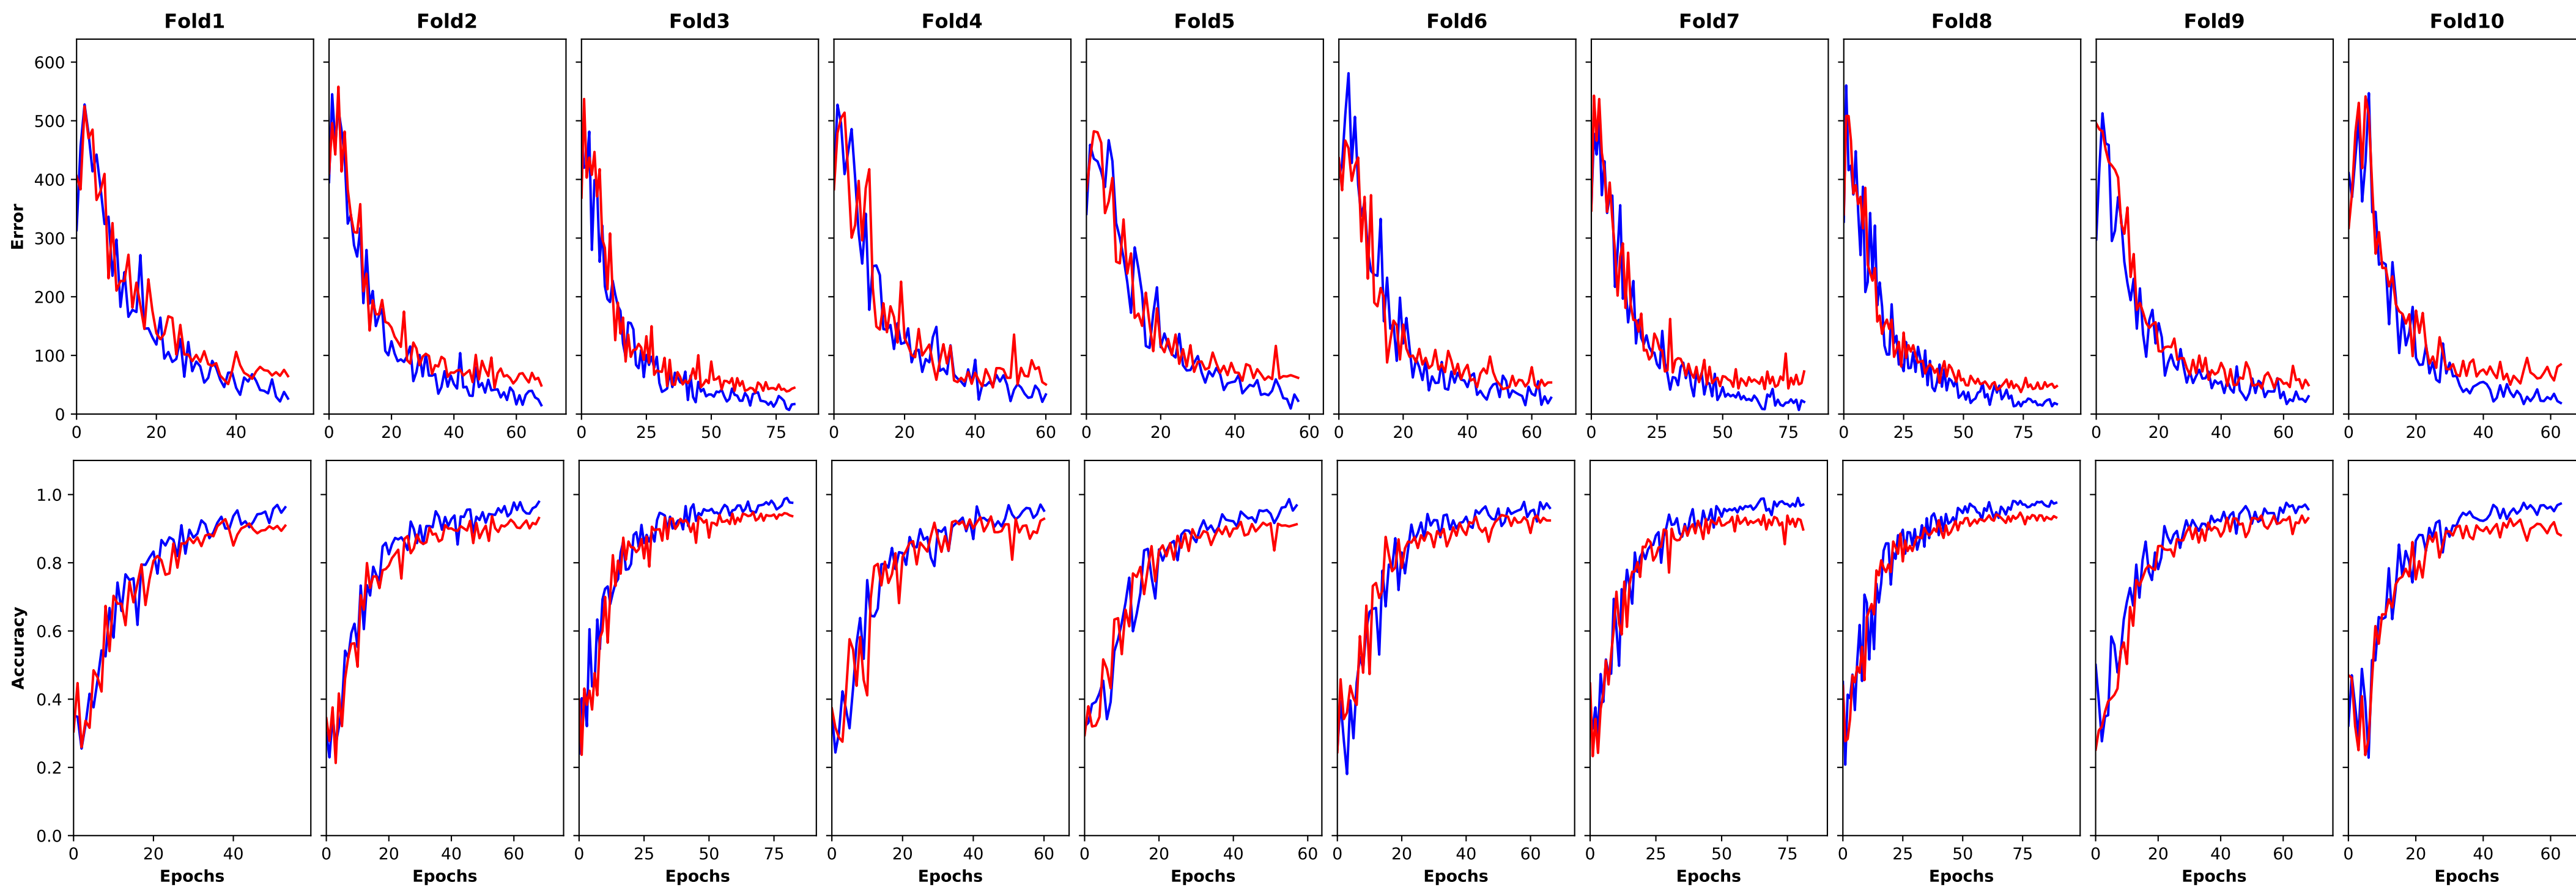 Fold1 Fold2 Fold3 Fold4 Fold5 Fold6 Fold7 Fold8 Fold9 Fold10
600
500
400
300
200
100
0
Error
0 20 40 0 20 40 60 0 25 50 75 0 20 40 60 0 20 40 60 0 20 40 60 0 25 50 75 0 25 50 75 0 20 40 60 0 20 40 60
1.0
0.8
0.6
0.4
0.2
0.0
Accuracy
0 20 40 0 20 40 60 0 25 50 75 0 20 40 60 0 20 40 60 0 20 40 60 0 25 50 75 0 25 50 75 0 20 40 60 0 20 40 60
Epochs Epochs Epochs Epochs Epochs Epochs Epochs Epochs Epochs Epochs